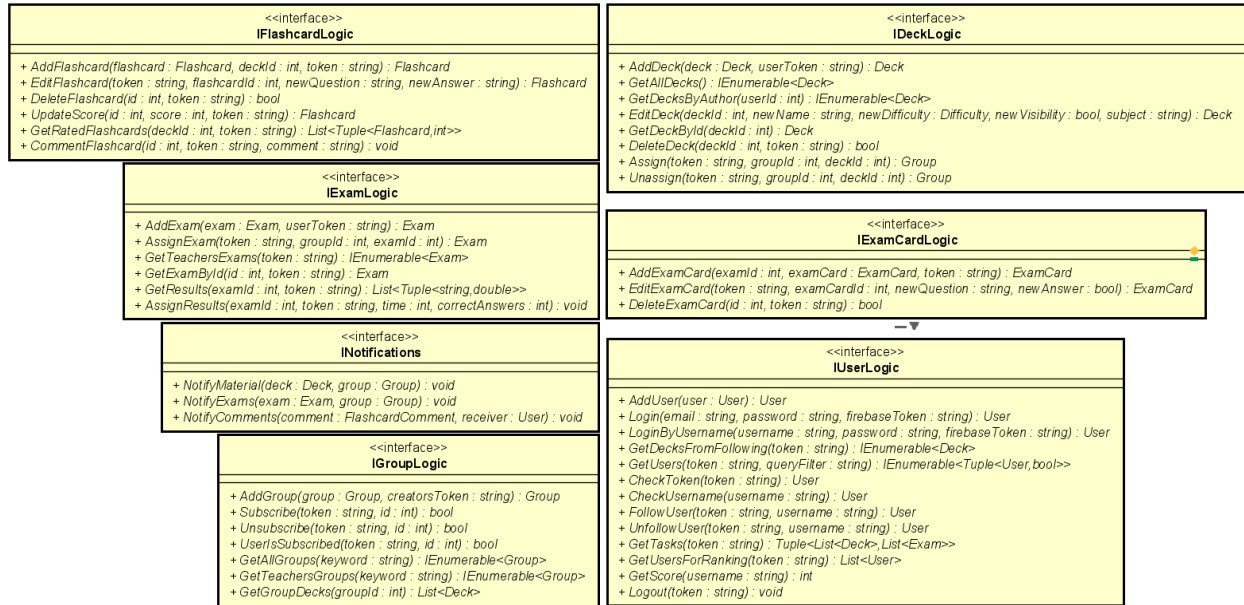 <<interface>>
IFlashcardLogic
+ AddFlashcard(flashcard : Flashcard, deckId : int, token : string) : Flashcard
+ EditFlashcard(token : string, flashcardId : int, newQuestion : string, newAnswer : string) : Flashcard
+ DeleteFlashcard(id : int, token : string) : bool
+ UpdateScore(id : int, score : int, token : string) : Flashcard
+ GetRatedFlashcards(deckId : int, token : string) : List<Tuple<Flashcard,int>>
+ CommentFlashcard(id : int, token : string, comment : string) : void
<<interface>>
IExamLogic
+ AddExam(exam : Exam, userToken : string) : Exam
+ AssignExam(token : string, groupId : int, examId : int) : Exam
+ GetTeachersExams(token : string) : IEnumerable<Exam>
+ GetExamById(id : int, token : string) : Exam
+ GetResults(examId : int, token : string) : List<Tuple<string,double>>
+ AssignResults(examId : int, token : string, time : int, correctAnswers : int) : void
<<interface>>
INotifications
+ NotifyMaterial(deck : Deck, group : Group) : void
+ NotifyExams(exam : Exam, group : Group) : void
+ NotifyComments(comment : FlashcardComment, receiver : User) : void
<<interface>>
IGroupLogic
+ AddGroup(group : Group, creatorsToken : string) : Group
+ Subscribe(token : string, id : int) : bool
+ Unsubscribe(token : string, id : int) : bool
+ UserIsSubscribed(token : string, id : int) : bool
+ GetAllGroups(keyword : string) : IEnumerable<Group>
+ GetTeachersGroups(keyword : string) : IEnumerable<Group>
+ GetGroupDecks(groupId : int) : List<Deck>
<<interface>>
IDeckLogic
+ AddDeck(deck : Deck, userToken : string) : Deck
+ GetAllDecks() : IEnumerable<Deck>
+ GetDecksByAuthor(userId : int) : IEnumerable<Deck>
+ EditDeck(deckId : int, newName : string, newDifficulty : Difficulty, newVisibility : bool, subject : string) : Deck
+ GetDeckById(deckId : int) : Deck
+ DeleteDeck(deckId : int, token : string) : bool
+ Assign(token : string, groupId : int, deckId : int) : Group
+ Unassign(token : string, groupId : int, deckId : int) : Group
<<interface>>
IExamCardLogic
+ AddExamCard(examId : int, examCard : ExamCard, token : string) : ExamCard
+ EditExamCard(token : string, examCardId : int, newQuestion : string, newAnswer : bool) : ExamCard
+ DeleteExamCard(id : int, token : string) : bool
<<interface>>
IUserLogic
+ AddUser(user : User) : User
+ Login(email : string, password : string, firebaseToken : string) : User
+ LoginByUsername(username : string, password : string, firebaseToken : string) : User
+ GetDecksFromFollowing(token : string) : IEnumerable<Deck>
+ GetUsers(token : string, queryFilter : string) : IEnumerable<Tuple<User,bool>>
+ CheckToken(token : string) : User
+ CheckUsername(username : string) : User
+ FollowUser(token : string, username : string) : User
+ UnfollowUser(token : string, username : string) : User
+ GetTasks(token : string) : Tuple<List<Deck>,List<Exam>>
+ GetUsersForRanking(token : string) : List<User>
+ GetScore(username : string) : int
+ Logout(token : string) : void